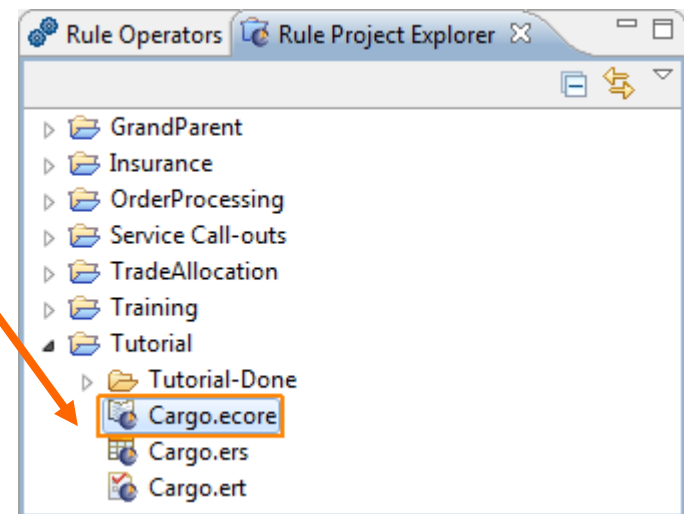 Rule Operators Rule Project Explorer
GrandParent
Insurance
OrderProcessing
Service Call-outs
TradeAllocation
Training
Tutorial
Tutorial-Done
Cargo.ecore
Cargo.ers
Cargo.ert